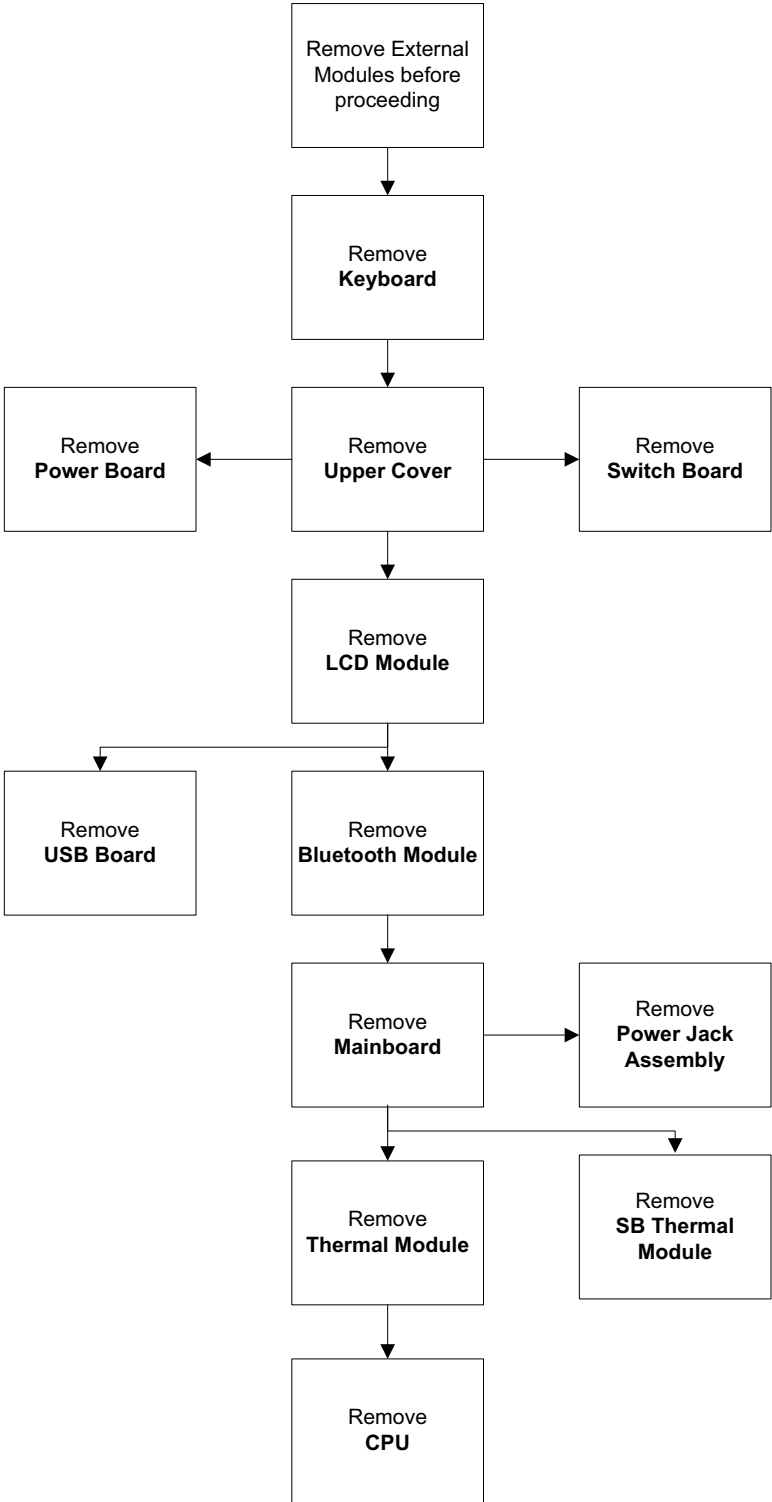 Remove External
Modules before
proceeding
Remove
Keyboard
Remove
Power Board
Remove
Upper Cover
Remove
Switch Board
Remove
LCD Module
Remove
USB Board
Remove
Bluetooth Module
Remove
Mainboard
Remove
Power Jack
Assembly
Remove
Thermal Module
Remove
SB Thermal
Module
Remove
CPU